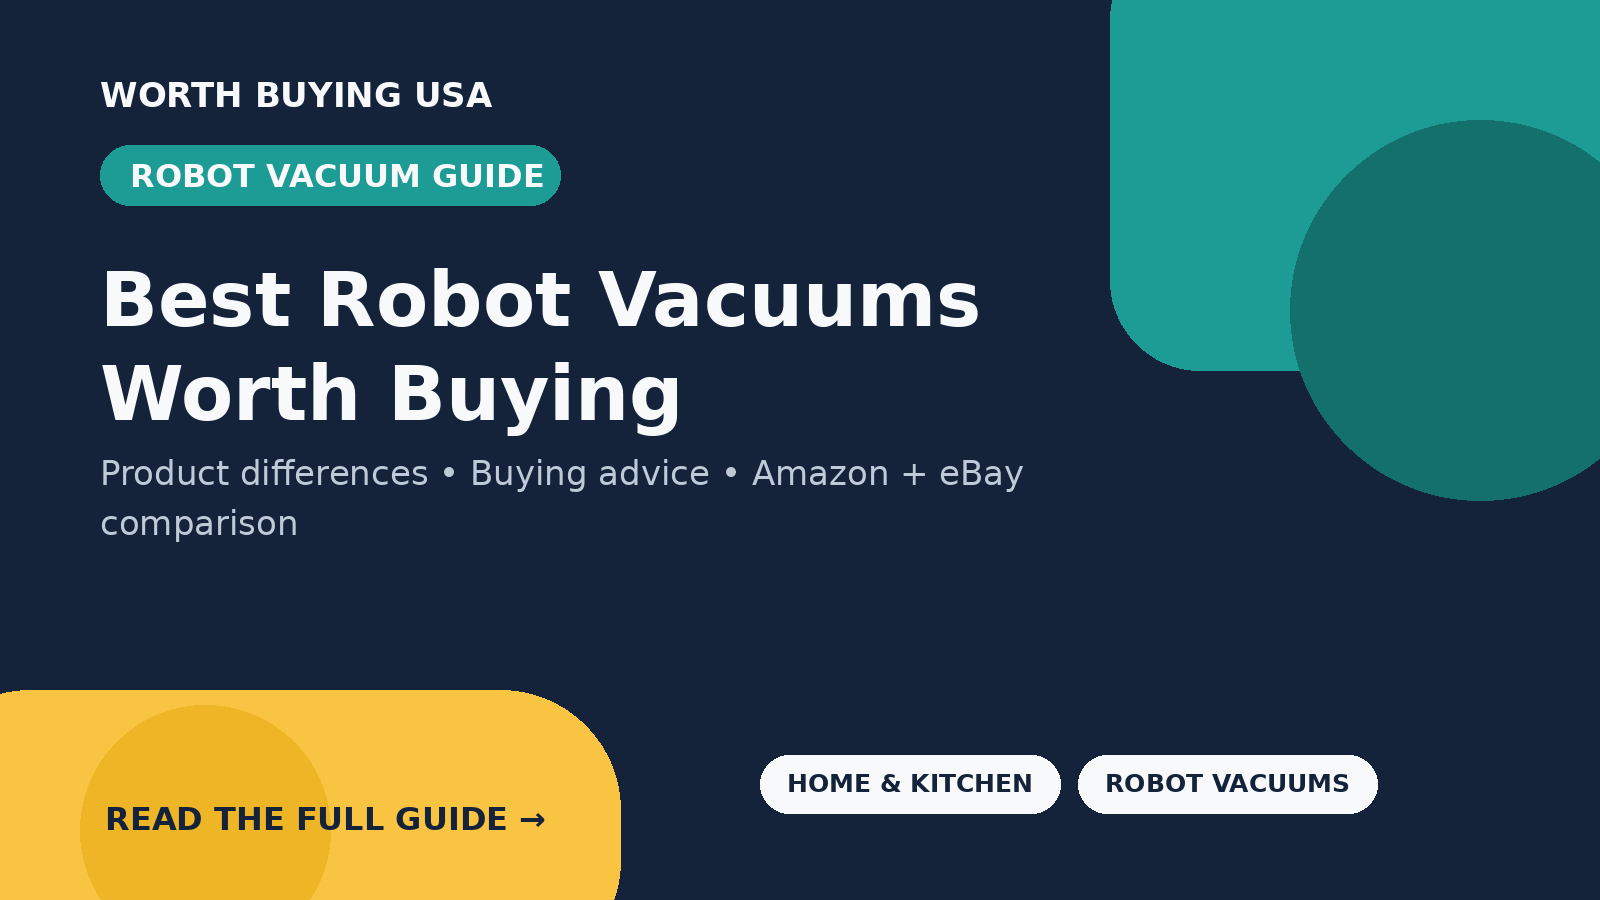 WORTH BUYING USA
ROBOT VACUUM GUIDE
Best Robot Vacuums
Worth Buying
Product differences • Buying advice • Amazon + eBay
comparison
READ THE FULL GUIDE →
HOME & KITCHEN
ROBOT VACUUMS